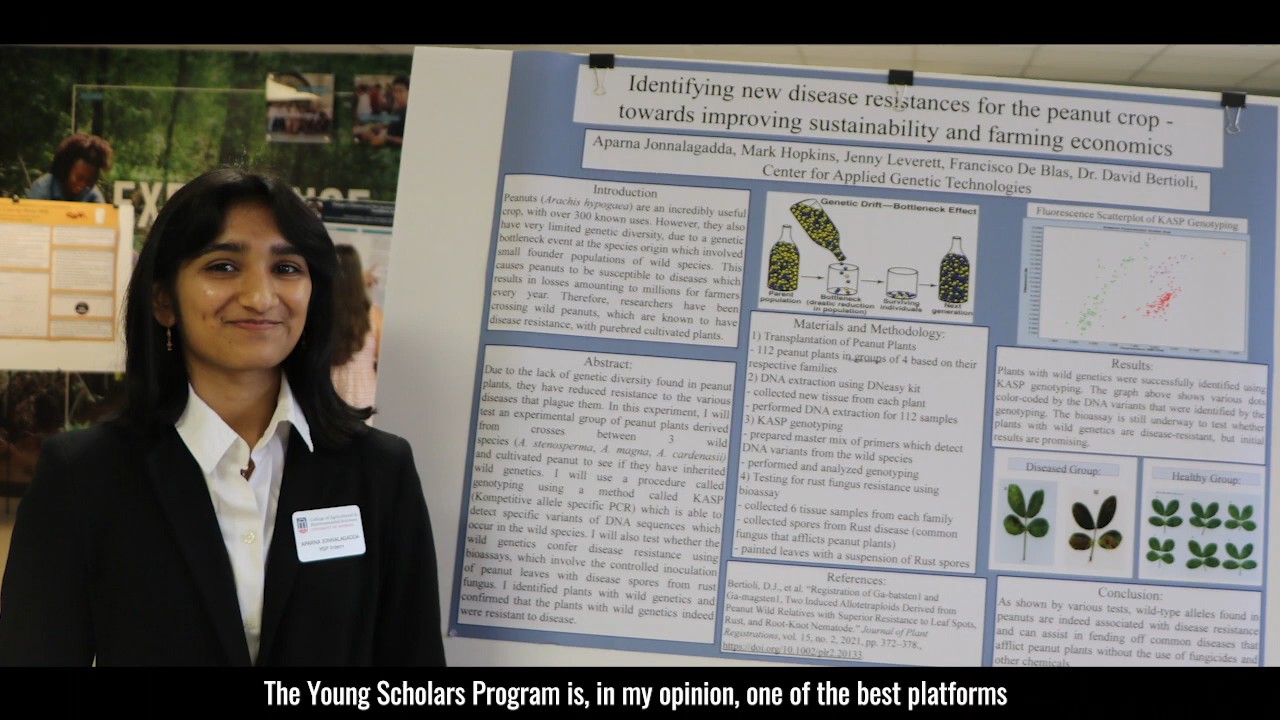 EXPERIENCE
Identifying new disease resistances for the peanut crop -
towards improving sustainability and farming economics
Aparna Jonnalagadda, Mark Hopkins, Jenny Leverett, Francisco De Blas, Dr. David Bertioli,
Center for Applied Genetic Technologies
Introduction
Peanuts (Arachis hypogaea) are an incredibly useful
crop, with over 300 known uses. However, they also
have very limited genetic diversity, due to a genetic
bottleneck event at the species origin which involved
small founder populations of wild species. This
causes peanuts to be susceptible to diseases which
results in losses amounting to millions for farmers
every year. Therefore, researchers have been
crossing wild peanuts, which are known to have
disease resistance, with purebred cultivated plants.
Abstract:
Due to the lack of genetic diversity found in peanut
plants, they have reduced resistance to the various
diseases that plague them. In this experiment, I will
test an experimental group of peanut plants derived
from crosses between 3 wild
species (A. stenosperma, A. magna, A. cardenasii)
and cultivated peanut to see if they have inherited
wild genetics. I will use a procedure called
genotyping using a method called KASP
(Kompetitive allele specific PCR) which is able to
detect specific variants of DNA sequences which
occur in the wild species. I will also test whether the
wild genetics confer disease resistance using
bioassays, which involve the controlled inoculation
of peanut leaves with disease spores from rust
fungus. I identified plants with wild genetics and
confirmed that the plants with wild genetics indeed
were resistant to disease.
Genetic Drift—Bottleneck Effect
Parent
population
Bottleneck
(drastic reduction
in population)
Surviving
individuals
Next
generation
Materials and Methodology:
1) Transplantation of Peanut Plants
- 112 peanut plants in groups of 4 based on their
respective families
2) DNA extraction using DNeasy kit
- collected new tissue from each plant
- performed DNA extraction for 112 samples
3) KASP genotyping
- prepared master mix of primers which detect
DNA variants from the wild species
- performed and analyzed genotyping
4) Testing for rust fungus resistance using
bioassay
- collected 6 tissue samples from each family
- collected spores from Rust disease (common
fungus that afflicts peanut plants)
- painted leaves with a suspension of Rust spores
References:
Bertioli, D.J., et al. “Registration of Ga-batsten1 and
Ga-magsten1, Two Induced Allotetraploids Derived from
Peanut Wild Relatives with Superior Resistance to Leaf Spots,
Rust, and Root-Knot Nematode.” Journal of Plant
Registrations, vol. 15, no. 2, 2021, pp. 372–378.,
https://doi.org/10.1002/plr2.20133.
Fluorescence Scatterplot of KASP Genotyping
Results:
Plants with wild genetics were successfully identified using
KASP genotyping. The graph above shows various dots
color-coded by the DNA variants that were identified by the
genotyping. The bioassay is still underway to test whether
plants with wild genetics are disease-resistant, but initial
results are promising.
Diseased Group:
Healthy Group:
Conclusion:
As shown by various tests, wild-type alleles found in
peanuts are indeed associated with disease resistance
and can assist in fending off common diseases that
afflict peanut plants without the use of fungicides and
other chemicals.
APARNA JONNALAGADDA
The Young Scholars Program is, in my opinion, one of the best platforms